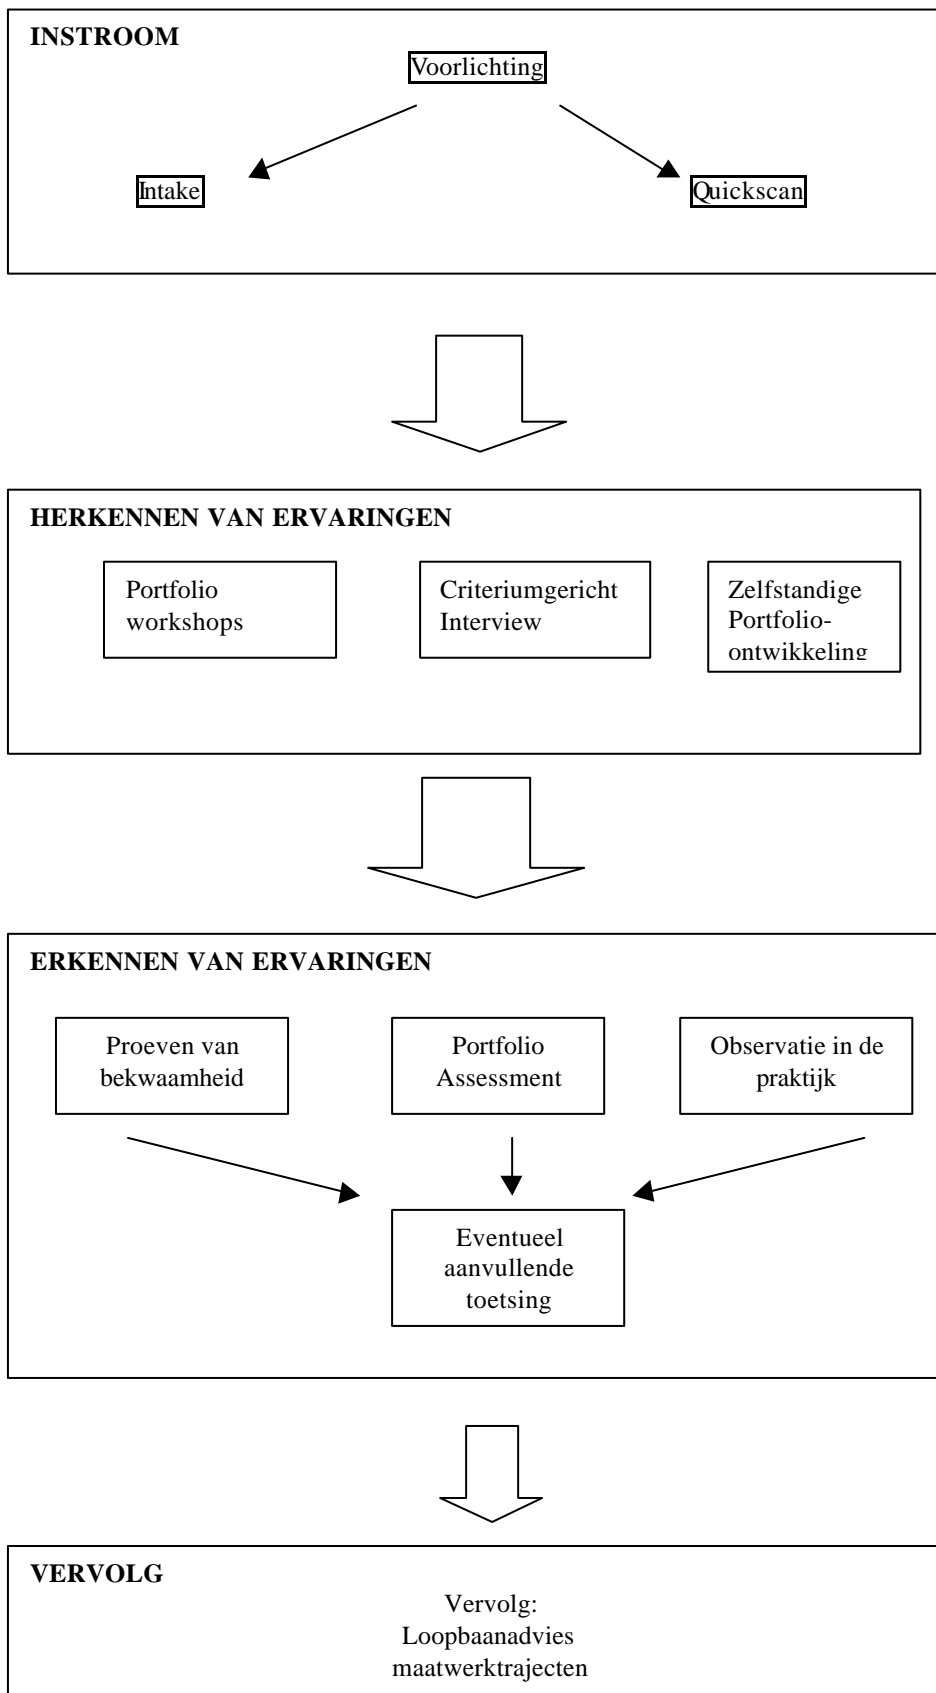 INSTROOM
Voorlichting
Intake
Quickscan
HERKENNEN VAN ERVARINGEN
Portfolio
workshops
Criteriumgericht
Interview
Zelfstandige
Portfolio-
ontwikkeling
ERKENNEN VAN ERVARINGEN
Proeven van
bekwaamheid
Portfolio
Assessment
Observatie in de
praktijk
Eventueel
aanvullende
toetsing
VERVOLG
Vervolg:
Loopbaanadvies
maatwerktrajecten